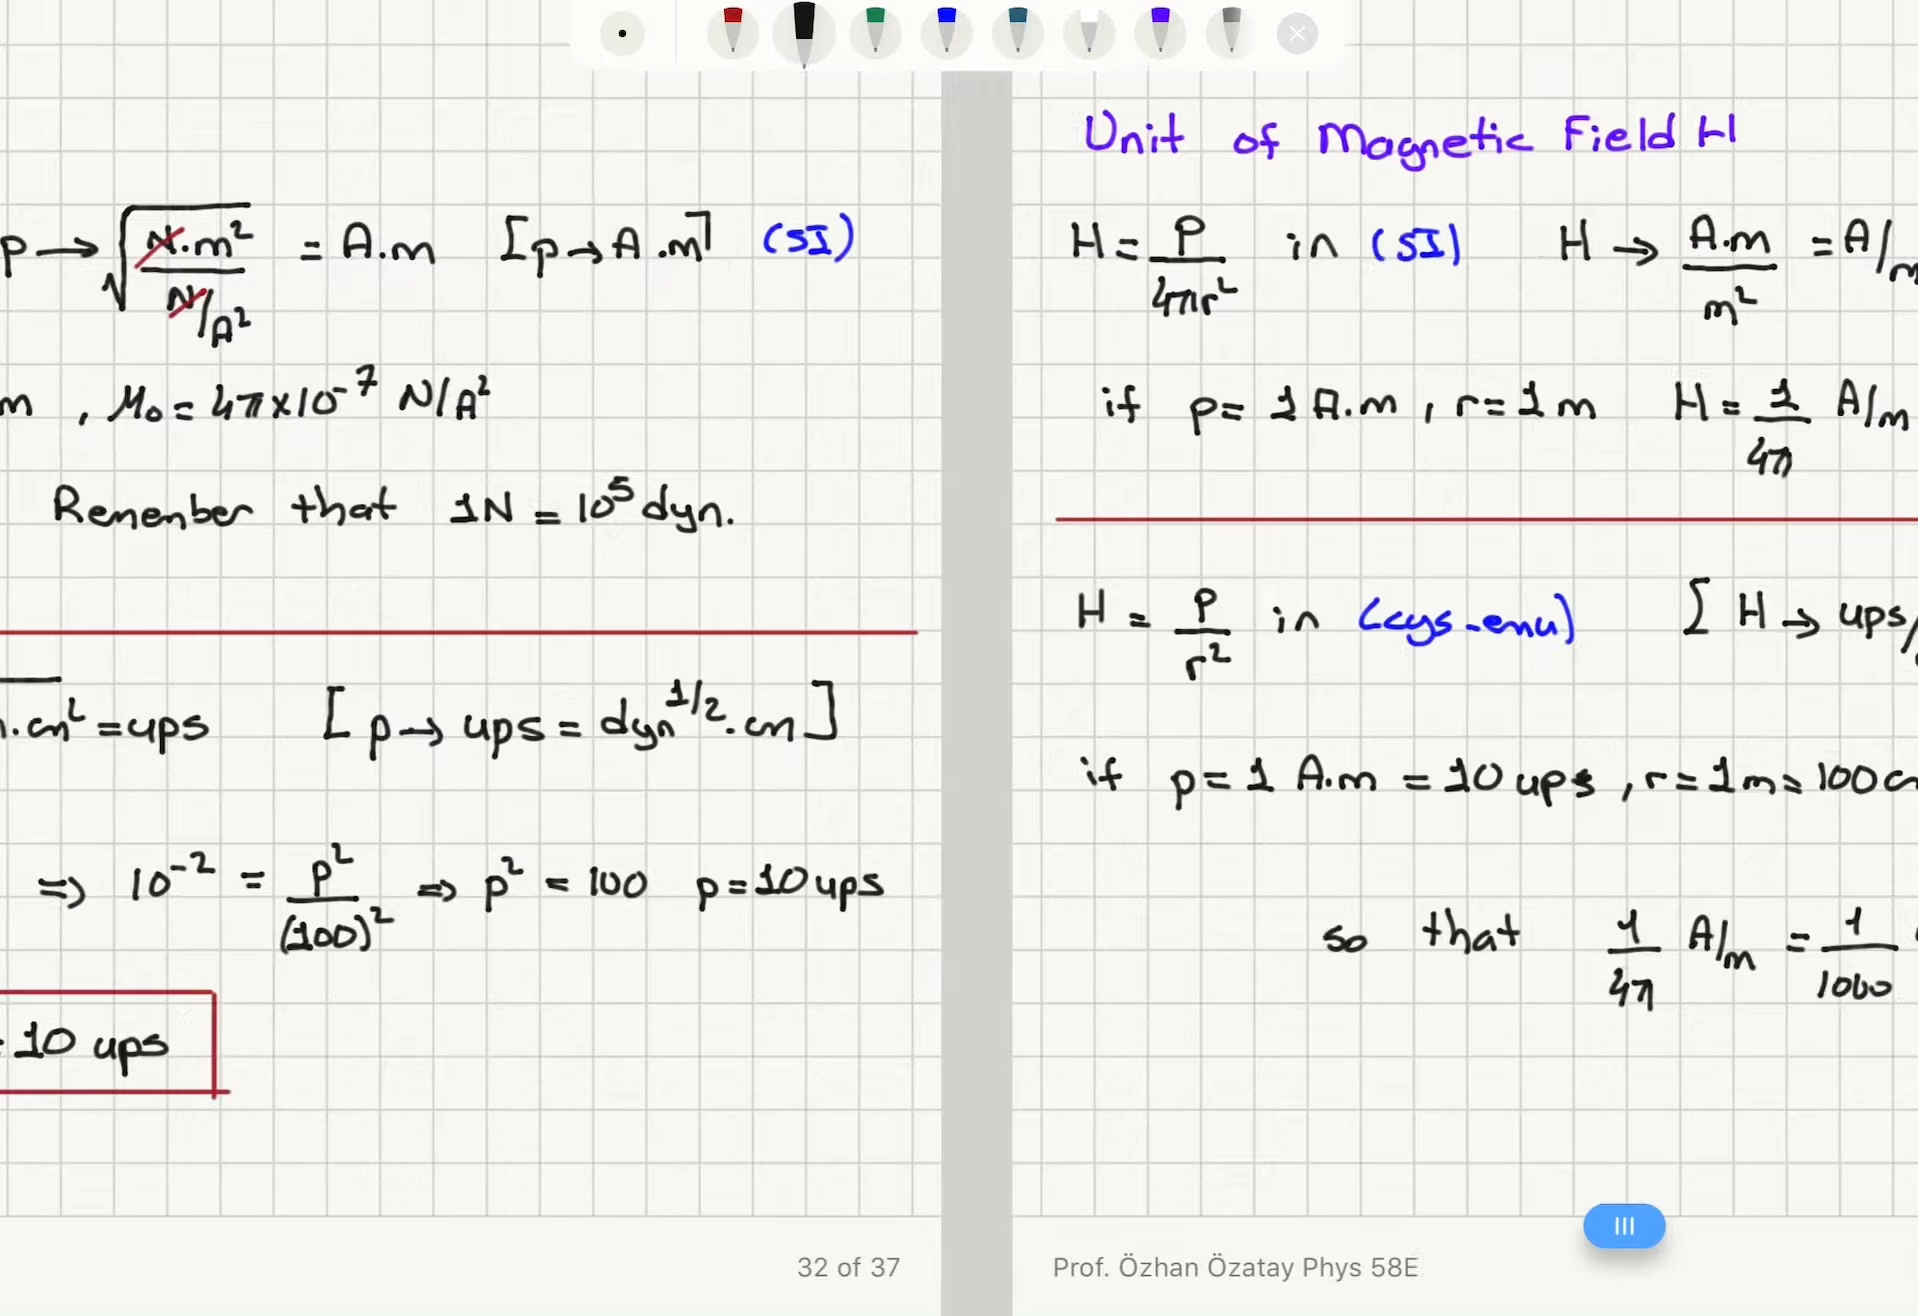 p → √(N.m² / N/A²) = A.m [p → A.m] (SI)
m , μ₀ = 4π×10⁻⁷ N/A²
Remember that 1N = 10⁵ dyn.
.cm² = ups [p → ups = dyn^1/2 . cm]
=> 10⁻² = p² / (100)² => p² = 100 p = 10 ups
10 ups
32 of 37
Unit of Magnetic Field H
H = P / 4πr² in (SI) H → A.m / m² = A/m
if p = 1 A.m , r = 1 m H = 1 / 4π A/m
H = P / r² in (cgs-emu) [ H → ups/
if p = 1 A.m = 10 ups , r = 1 m = 100 c
so that 1 / 4π A/m = 1 / 1000
Prof. Özhan Özatay Phys 58E